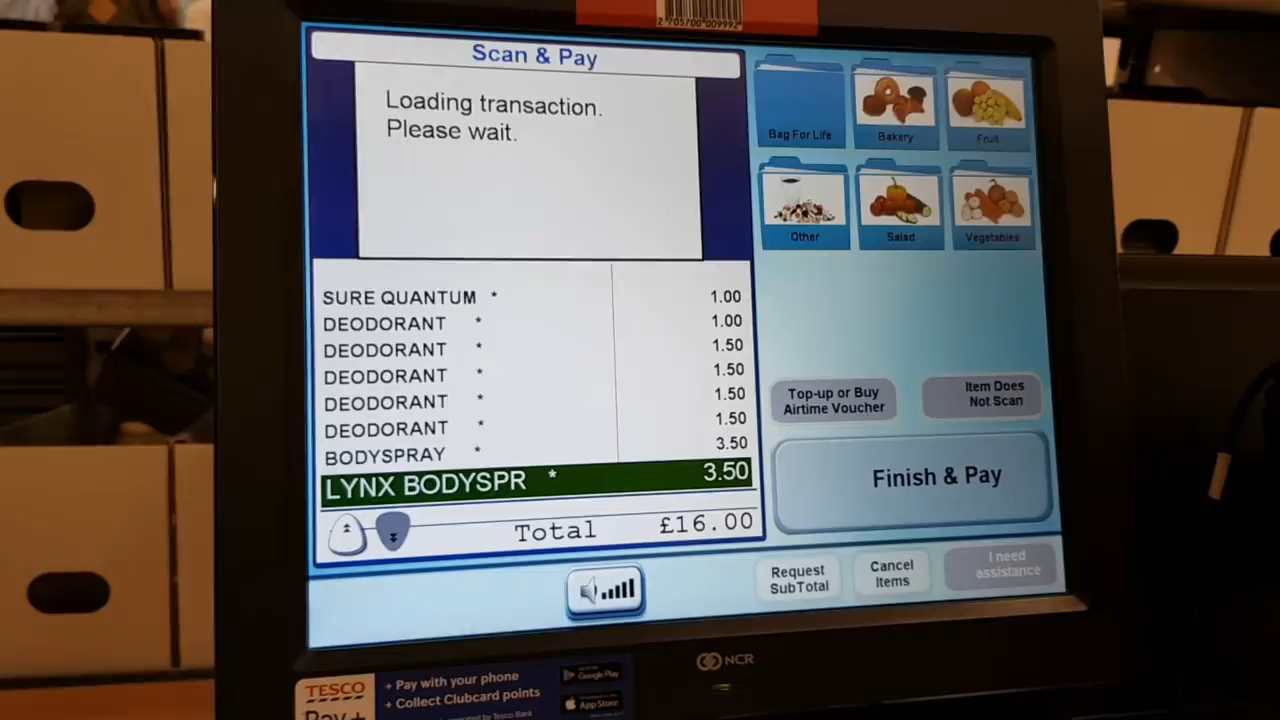 2 705700 009992
Scan & Pay
Loading transaction.
Please wait.
Bag For Life
Bakery
Fruit
Other
Salad
Vegetables
SURE QUANTUM * 1.00
DEODORANT * 1.00
DEODORANT * 1.50
DEODORANT * 1.50
DEODORANT * 1.50
DEODORANT * 1.50
BODYSPRAY * 3.50
LYNX BODYSPR * 3.50
Total £16.00
Top-up or Buy
Airtime Voucher
Item Does
Not Scan
Finish & Pay
Request
SubTotal
Cancel
Items
I need
assistance
NCR
TESCO
Pay+
+ Pay with your phone
+ Collect Clubcard points
Google Play
App Store